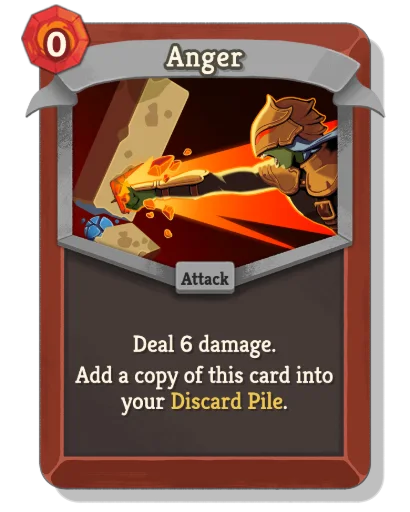 0
Anger
Attack
Deal 6 damage.
Add a copy of this card into
your Discard Pile.